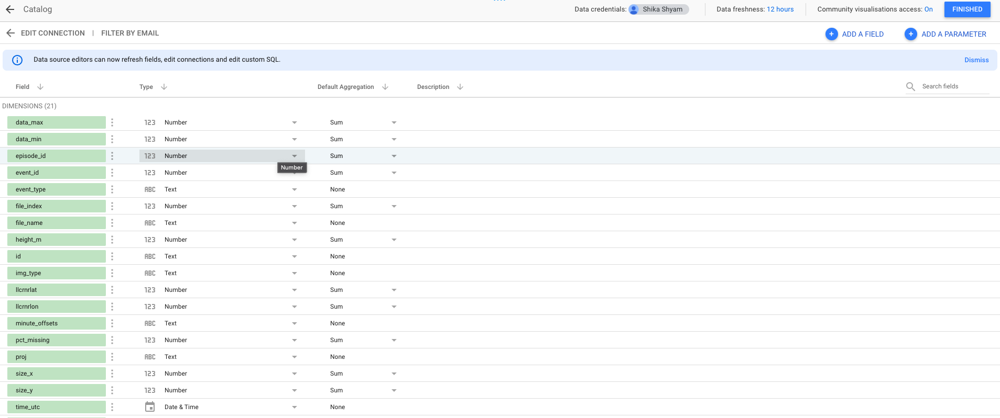 Catalog
Data credentials: Shika Shyam
Data freshness: 12 hours
Community visualisations access: On
FINISHED
EDIT CONNECTION | FILTER BY EMAIL
ADD A FIELD
ADD A PARAMETER
Data source editors can now refresh fields, edit connections and edit custom SQL.
Dismiss
Field Type Default Aggregation Description Search fields
DIMENSIONS (21)
data_max 123 Number Sum
data_min 123 Number Sum
episode_id 123 Number Sum
Number
event_id 123 Number Sum
event_type ABC Text None
file_index 123 Number Sum
file_name ABC Text None
height_m 123 Number Sum
id ABC Text None
img_type ABC Text None
llcrnrlat 123 Number Sum
llcrnrlon 123 Number Sum
minute_offsets ABC Text None
pct_missing 123 Number Sum
proj ABC Text None
size_x 123 Number Sum
size_y 123 Number Sum
time_utc Date & Time None